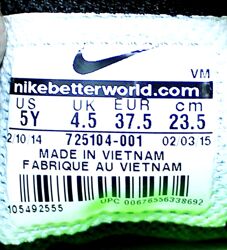 VM
nikebetterworld.com
US UK EUR cm
5Y 4.5 37.5 23.5
2.10.14 725104-001 02/03.15
MADE IN VIETNAM
FABRIQUE AU VIETNAM
UPC 00676556338692
105492555